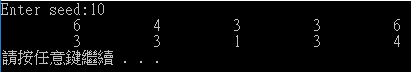 Enter seed:10
6 4 3 3 6
3 3 1 3 4
請按任意鍵繼續 . . .